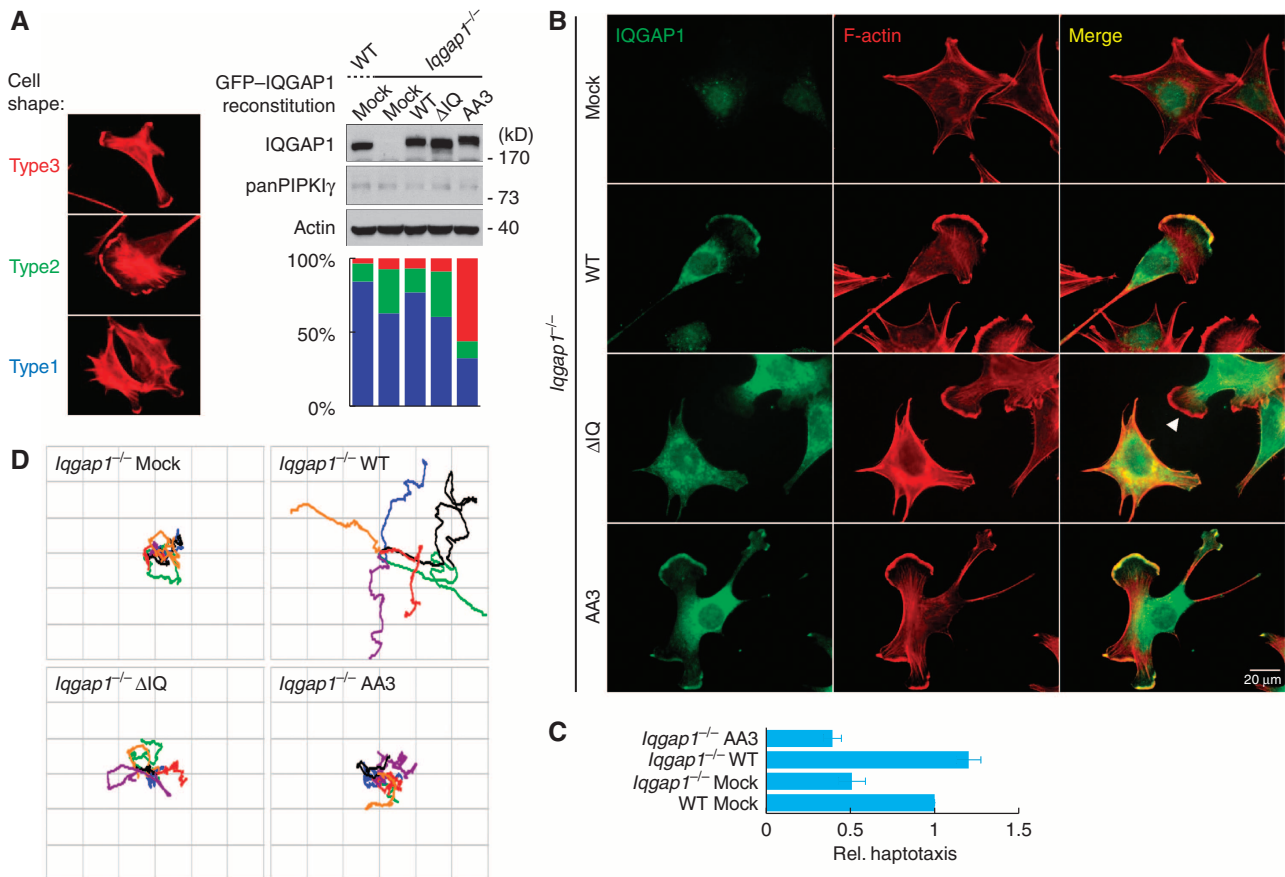 A
Cell
shape:
Type3
Type2
Type1
WT
Iqgap1–/–
GFP–IQGAP1
reconstitution
Mock
Mock
WT
ΔIQ
AA3
IQGAP1
(kD)
- 170
panPIPKIγ
- 73
Actin
- 40
100%
50%
0%
B
IQGAP1
F-actin
Merge
Iqgap1–/–
Mock
WT
ΔIQ
AA3
20 μm
D
Iqgap1–/– Mock
Iqgap1–/– WT
Iqgap1–/– ΔIQ
Iqgap1–/– AA3
C
Iqgap1–/– AA3
Iqgap1–/– WT
Iqgap1–/– Mock
WT Mock
0 0.5 1 1.5
Rel. haptotaxis